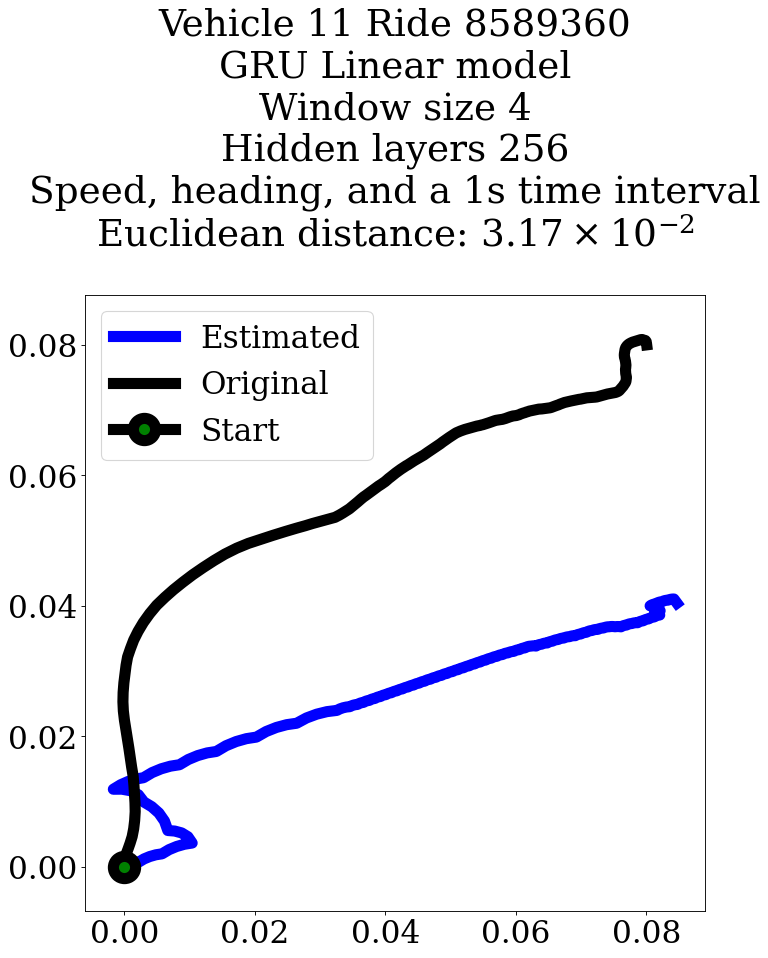 Vehicle 11 Ride 8589360
GRU Linear model
Window size 4
Hidden layers 256
Speed, heading, and a 1s time interval
Euclidean distance: 3.17 × 10⁻²
Estimated
Original
Start
0.08
0.06
0.04
0.02
0.00
0.00 0.02 0.04 0.06 0.08